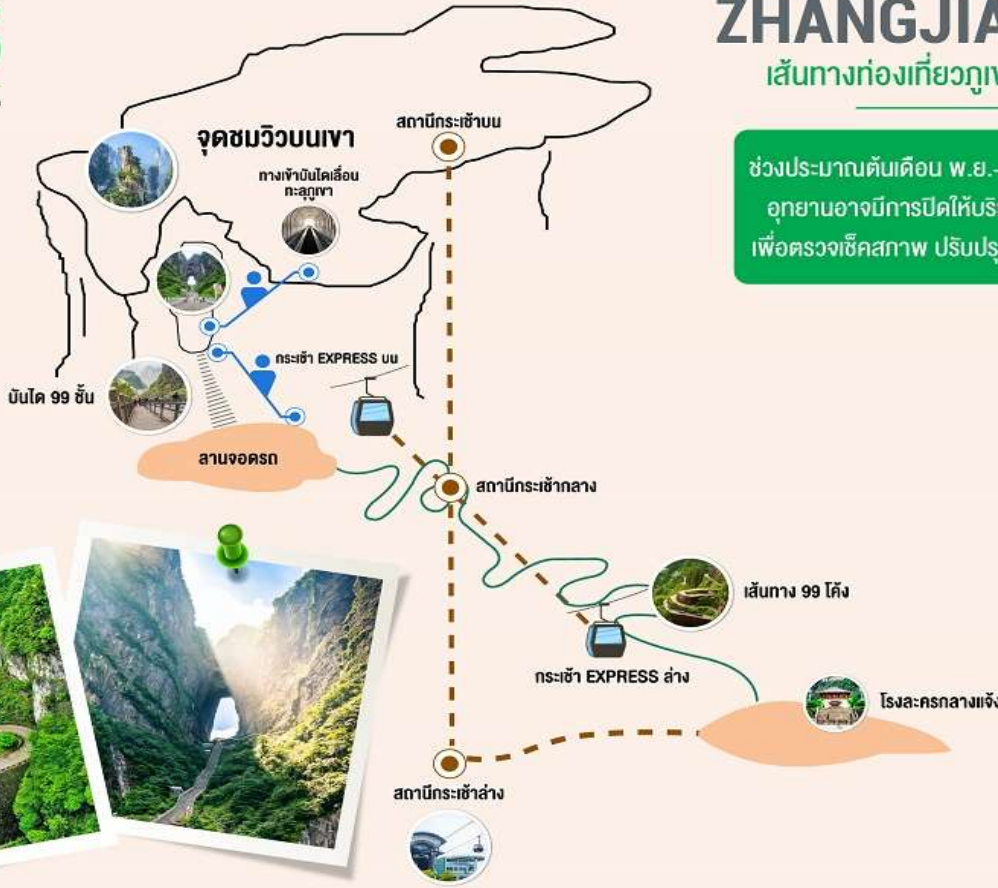 ZHANGJIA
เส้นทางท่องเที่ยวภูเข
ช่วงประมาณต้นเดือน พ.ย.-
อุทยานอาจมีการปิดให้บริ
เพื่อตรวจเช็คสภาพ ปรับปรุ
สถานีกระเช้าบน
จุดชมวิวบนเขา
ทางเข้าบันไดเลื่อน
ทะลุภูเขา
กระเช้า EXPRESS บน
บันได 99 ชั้น
ลานจอดรถ
สถานีกระเช้ากลาง
เส้นทาง 99 โค้ง
กระเช้า EXPRESS ล่าง
โรงละครกลางแจ้ง
สถานีกระเช้าล่าง